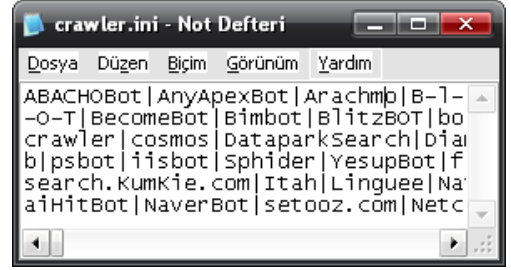 crawler.ini - Not Defteri
Dosya Düzen Biçim Görünüm Yardım
ABACHOBot|AnyApexBot|Arachmo|B-l-
-O-T|BecomeBot|Bimbot|BlitzBOT|bo
crawler|cosmos|DataparkSearch|Dia
b|psbot|iisbot|Sphider|YesupBot|f
search.KumKie.com|Itah|Linguee|Na
aiHitBot|NaverBot|setooz.com|Netc